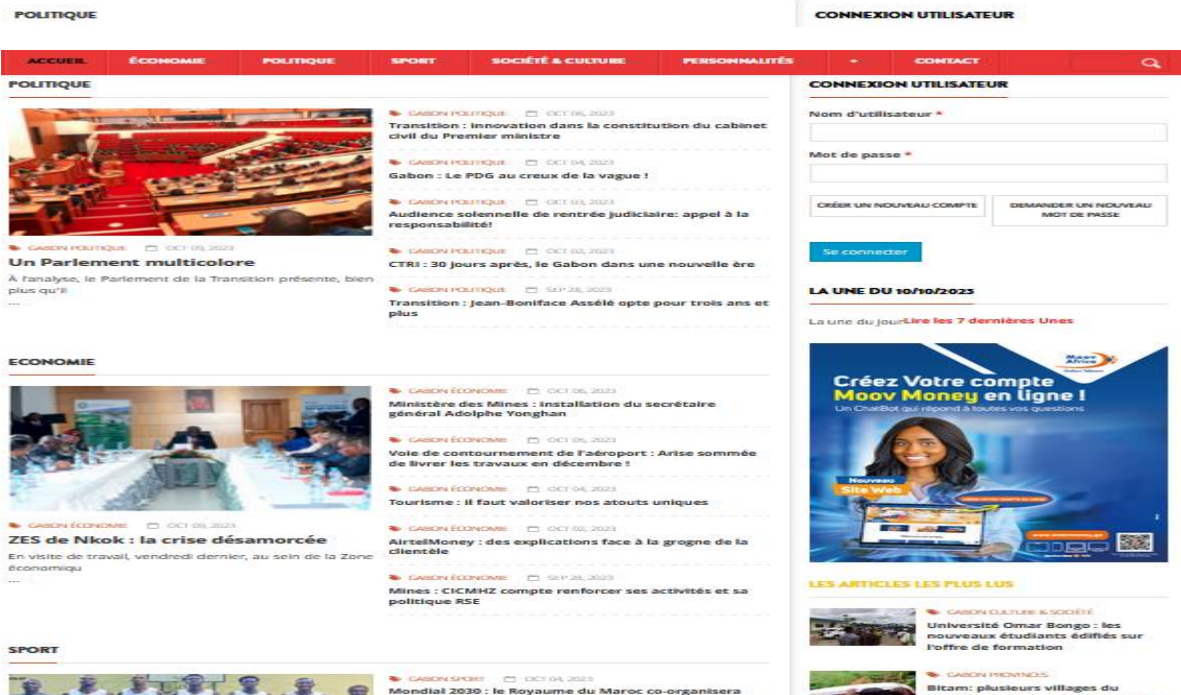 POLITIQUE
CONNEXION UTILISATEUR
ACCUEIL ÉCONOMIE POLITIQUE SPORT SOCIÉTÉ & CULTURE PERSONNALITÉS + CONTACT
POLITIQUE
GABON POLITIQUE OCT 09, 2023
Un Parlement multicolore
À l'analyse, le Parlement de la Transition présente, bien
plus qu'il
...
GABON POLITIQUE OCT 06, 2023
Transition : innovation dans la constitution du cabinet
civil du Premier ministre
GABON POLITIQUE OCT 04, 2023
Gabon : Le PDG au creux de la vague !
GABON POLITIQUE OCT 03, 2023
Audience solennelle de rentrée judiciaire: appel à la
responsabilité!
GABON POLITIQUE OCT 02, 2023
CTRI : 30 jours après, le Gabon dans une nouvelle ère
GABON POLITIQUE SEP 28, 2023
Transition : Jean-Boniface Assélé opte pour trois ans et
plus
ECONOMIE
GABON ÉCONOMIE OCT 09, 2023
ZES de Nkok : la crise désamorcée
En visite de travail, vendredi dernier, au sein de la Zone
économiqu
...
GABON ÉCONOMIE OCT 06, 2023
Ministère des Mines : installation du secrétaire
général Adolphe Yonghan
GABON ÉCONOMIE OCT 06, 2023
Voie de contournement de l'aéroport : Arise sommée
de livrer les travaux en décembre !
GABON ÉCONOMIE OCT 04, 2023
Tourisme : il faut valoriser nos atouts uniques
GABON ÉCONOMIE OCT 02, 2023
AirtelMoney : des explications face à la grogne de la
clientèle
GABON ÉCONOMIE SEP 28, 2023
Mines : CICMHZ compte renforcer ses activités et sa
politique RSE
SPORT
GABON SPORT OCT 04, 2023
Mondial 2030 : le Royaume du Maroc co-organisera
CONNEXION UTILISATEUR
Nom d'utilisateur *
Mot de passe *
CRÉER UN NOUVEAU COMPTE
DEMANDER UN NOUVEAU
MOT DE PASSE
Se connecter
LA UNE DU 10/10/2023
La une du jour Lire les 7 dernières Unes
Moov
Africa
Créez Votre compte
Moov Money en ligne !
Un ChatBot qui répond à toutes vos questions
Nouveau
Site Web
LES ARTICLES LES PLUS LUS
GABON CULTURE & SOCIÉTÉ
Université Omar Bongo : les
nouveaux étudiants édifiés sur
l'offre de formation
GABON PROVINCES
Bitam: plusieurs villages du